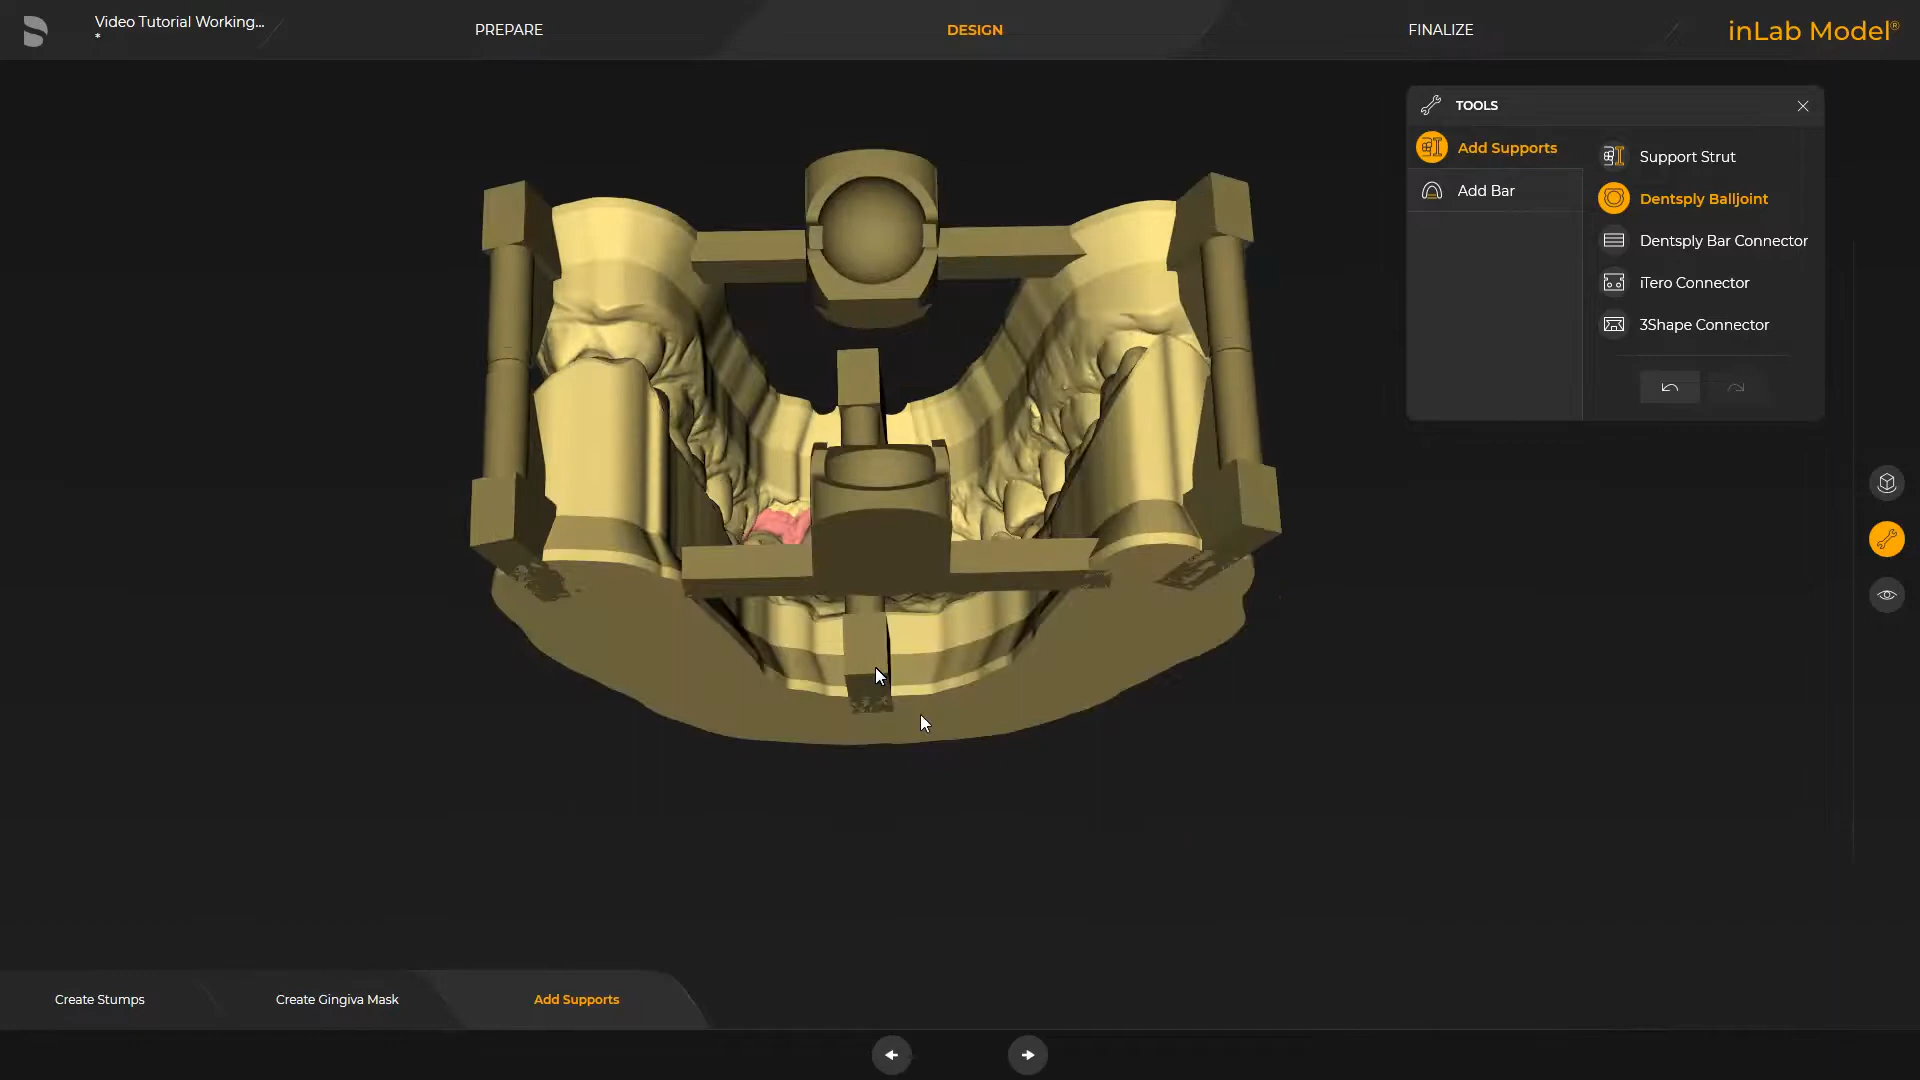 Video Tutorial Working...
*
PREPARE
DESIGN
FINALIZE
inLab Model®
TOOLS
Add Supports
Add Bar
Support Strut
Dentsply Balljoint
Dentsply Bar Connector
iTero Connector
3Shape Connector
Create Stumps
Create Gingiva Mask
Add Supports